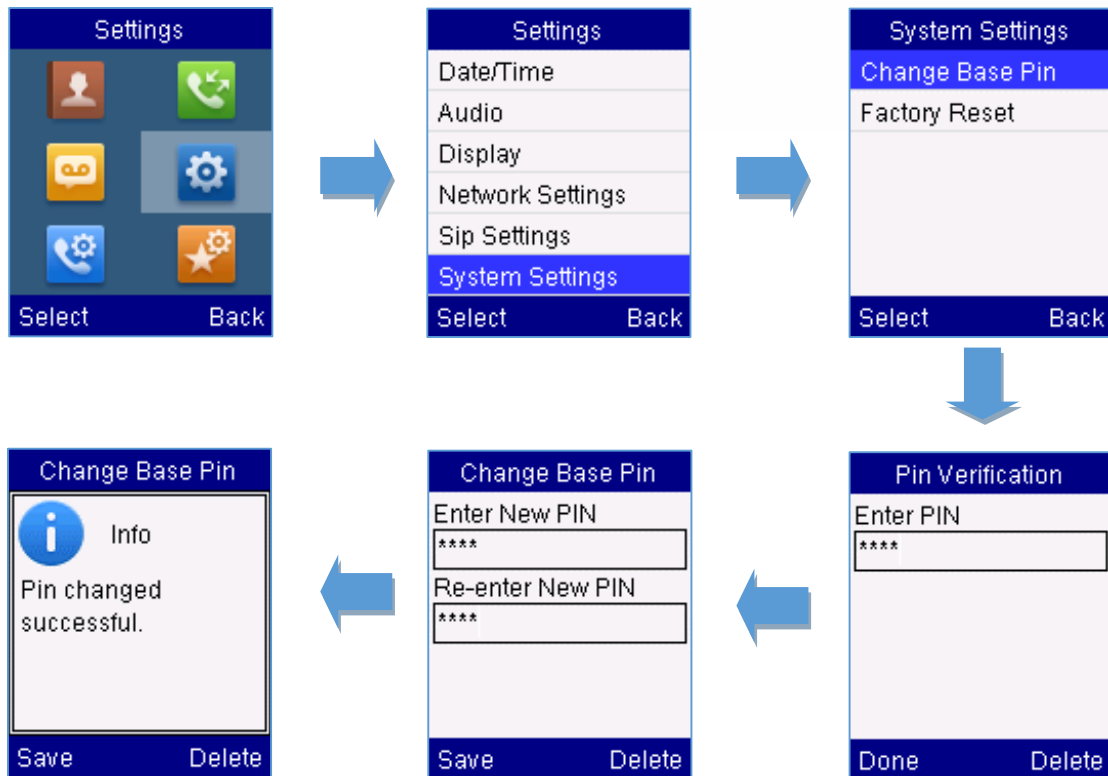 Settings
Select Back
Settings
Date/Time
Audio
Display
Network Settings
Sip Settings
System Settings
Select Back
System Settings
Change Base Pin
Factory Reset
Select Back
Pin Verification
Enter PIN
****
Done Delete
Change Base Pin
Enter New PIN
****
Re-enter New PIN
****
Save Delete
Change Base Pin
i Info
Pin changed
successful.
Save Delete